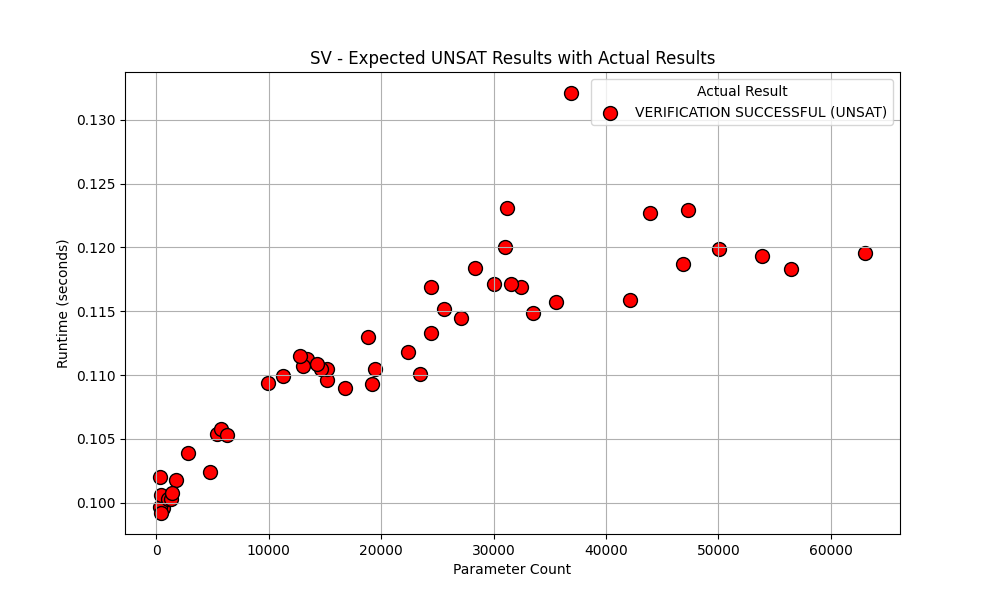 SV - Expected UNSAT Results with Actual Results
Actual Result
VERIFICATION SUCCESSFUL (UNSAT)
0.130
0.125
0.120
0.115
0.110
0.105
0.100
Runtime (seconds)
0 10000 20000 30000 40000 50000 60000
Parameter Count